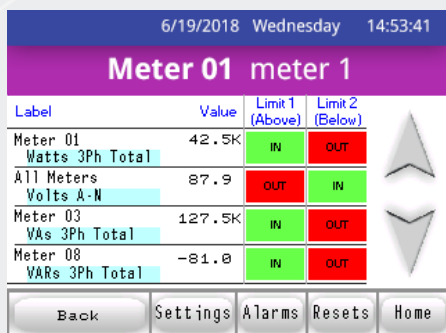 6/19/2018 Wednesday 14:53:41
Meter 01 meter 1
Label Value Limit 1 (Above) Limit 2 (Below)
Meter 01 42.5K IN OUT
Watts 3Ph Total
All Meters 87.9 OUT IN
Volts A-N
Meter 03 127.5K IN OUT
VAs 3Ph Total
Meter 08 -81.0 IN OUT
VARs 3Ph Total
Back Settings Alarms Resets Home